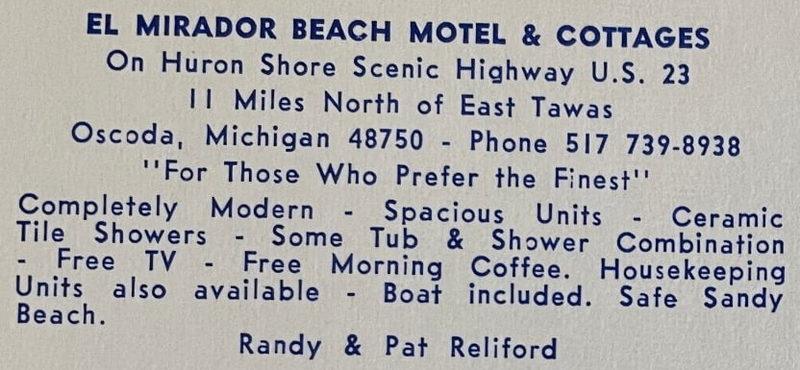 EL MIRADOR BEACH MOTEL & COTTAGES
On Huron Shore Scenic Highway U.S. 23
11 Miles North of East Tawas
Oscoda, Michigan 48750 - Phone 517 739-8938
"For Those Who Prefer the Finest"
Completely Modern - Spacious Units - Ceramic
Tile Showers - Some Tub & Shower Combination
- Free TV - Free Morning Coffee. Housekeeping
Units also available - Boat included. Safe Sandy
Beach.
Randy & Pat Reliford